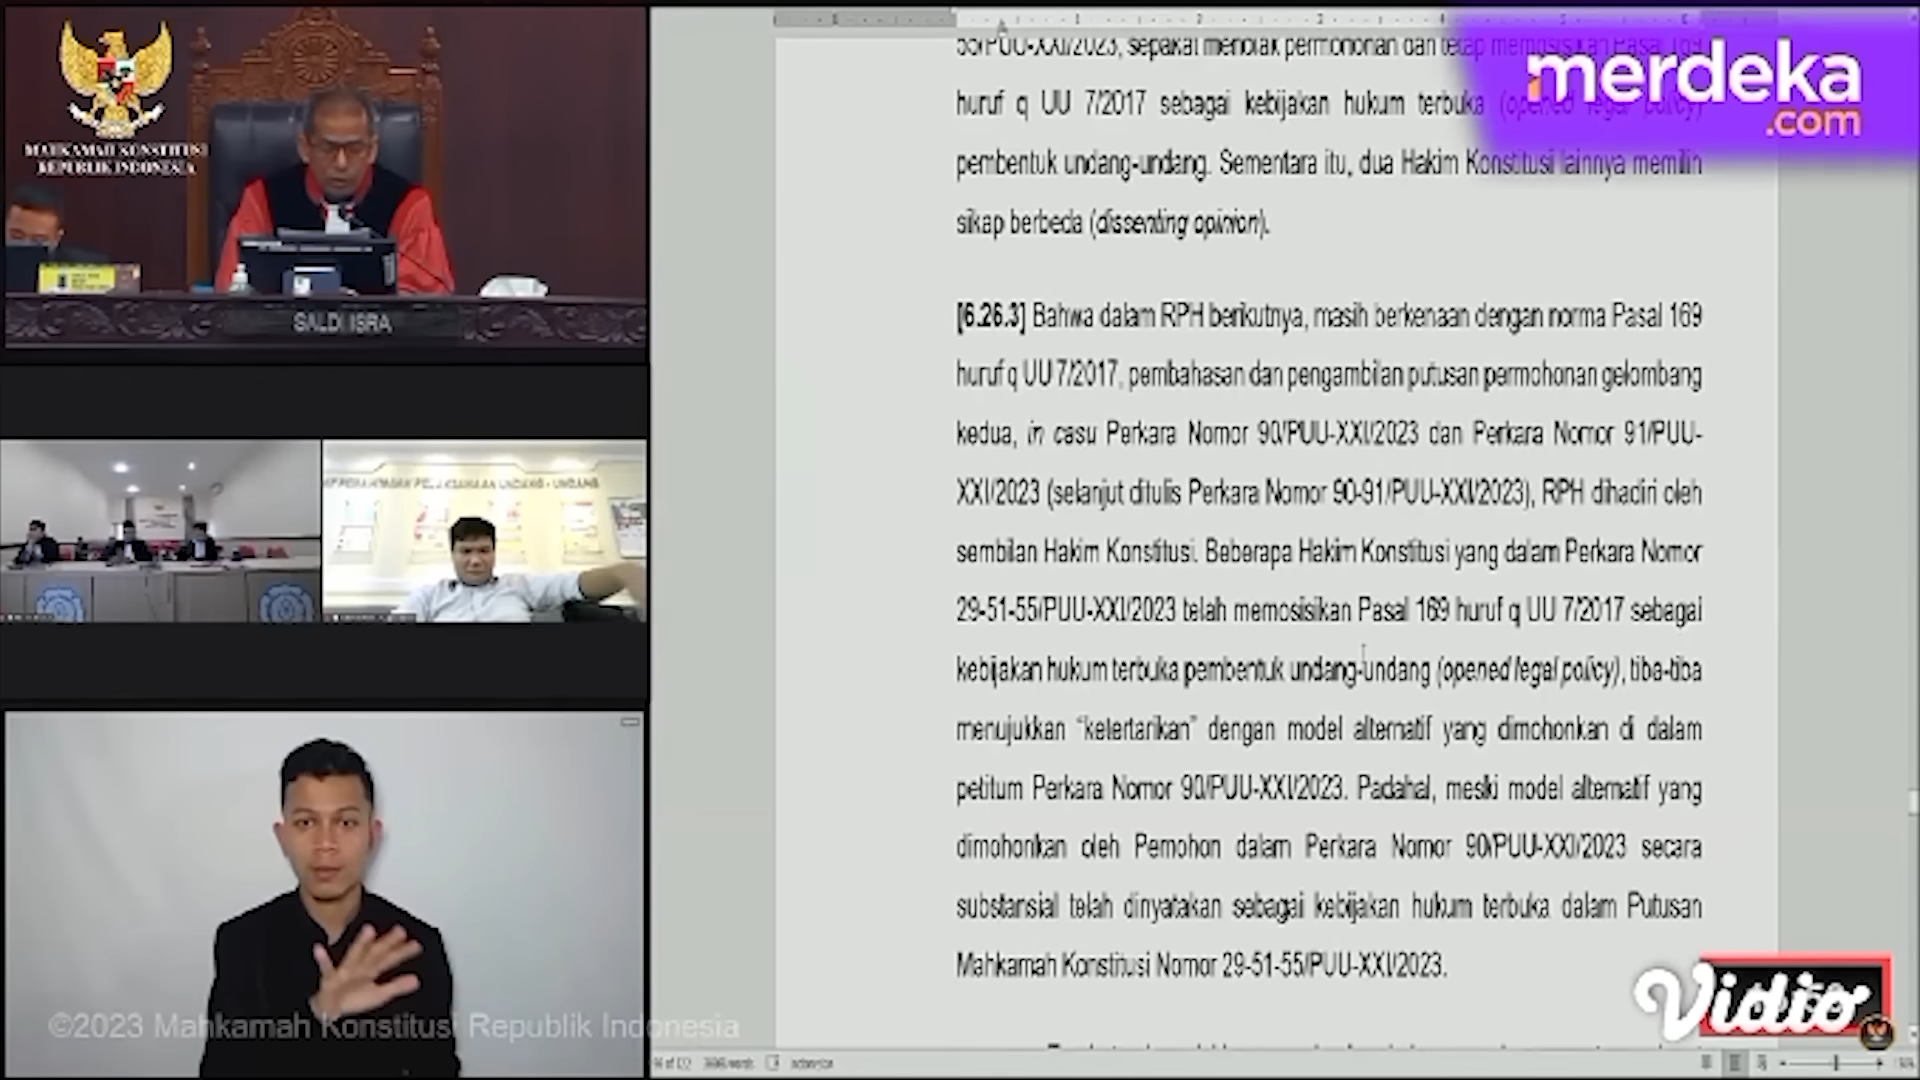 MAHKAMAH KONSTITUSI
REPUBLIK INDONESIA
SALDI ISRA
PELAKSAAAN UNDANG - UNDANG
©2023 Mahkamah Konstitusi Republik Indonesia
merdeka
.com
55/PUU-XXI/2023, sepakat menolak permohonan dan tetap memosisikan Pasal 169
huruf q UU 7/2017 sebagai kebijakan hukum terbuka (opened legal policy)
pembentuk undang-undang. Sementara itu, dua Hakim Konstitusi lainnya memilih
sikap berbeda (dissenting opinion).
[6.26.3] Bahwa dalam RPH berikutnya, masih berkenaan dengan norma Pasal 169
huruf q UU 7/2017, pembahasan dan pengambilan putusan permohonan gelombang
kedua, in casu Perkara Nomor 90/PUU-XXI/2023 dan Perkara Nomor 91/PUU-
XXI/2023 (selanjut ditulis Perkara Nomor 90-91/PUU-XXI/2023), RPH dihadiri oleh
sembilan Hakim Konstitusi. Beberapa Hakim Konstitusi yang dalam Perkara Nomor
29-51-55/PUU-XXI/2023 telah memosisikan Pasal 169 huruf q UU 7/2017 sebagai
kebijakan hukum terbuka pembentuk undang-undang (opened legal policy), tiba-tiba
menujukkan “ketertarikan” dengan model alternatif yang dimohonkan di dalam
petitum Perkara Nomor 90/PUU-XXI/2023. Padahal, meski model alternatif yang
dimohonkan oleh Pemohon dalam Perkara Nomor 90/PUU-XXI/2023 secara
substansial telah dinyatakan sebagai kebijakan hukum terbuka dalam Putusan
Mahkamah Konstitusi Nomor 29-51-55/PUU-XXI/2023.
Vidio
Indonesian